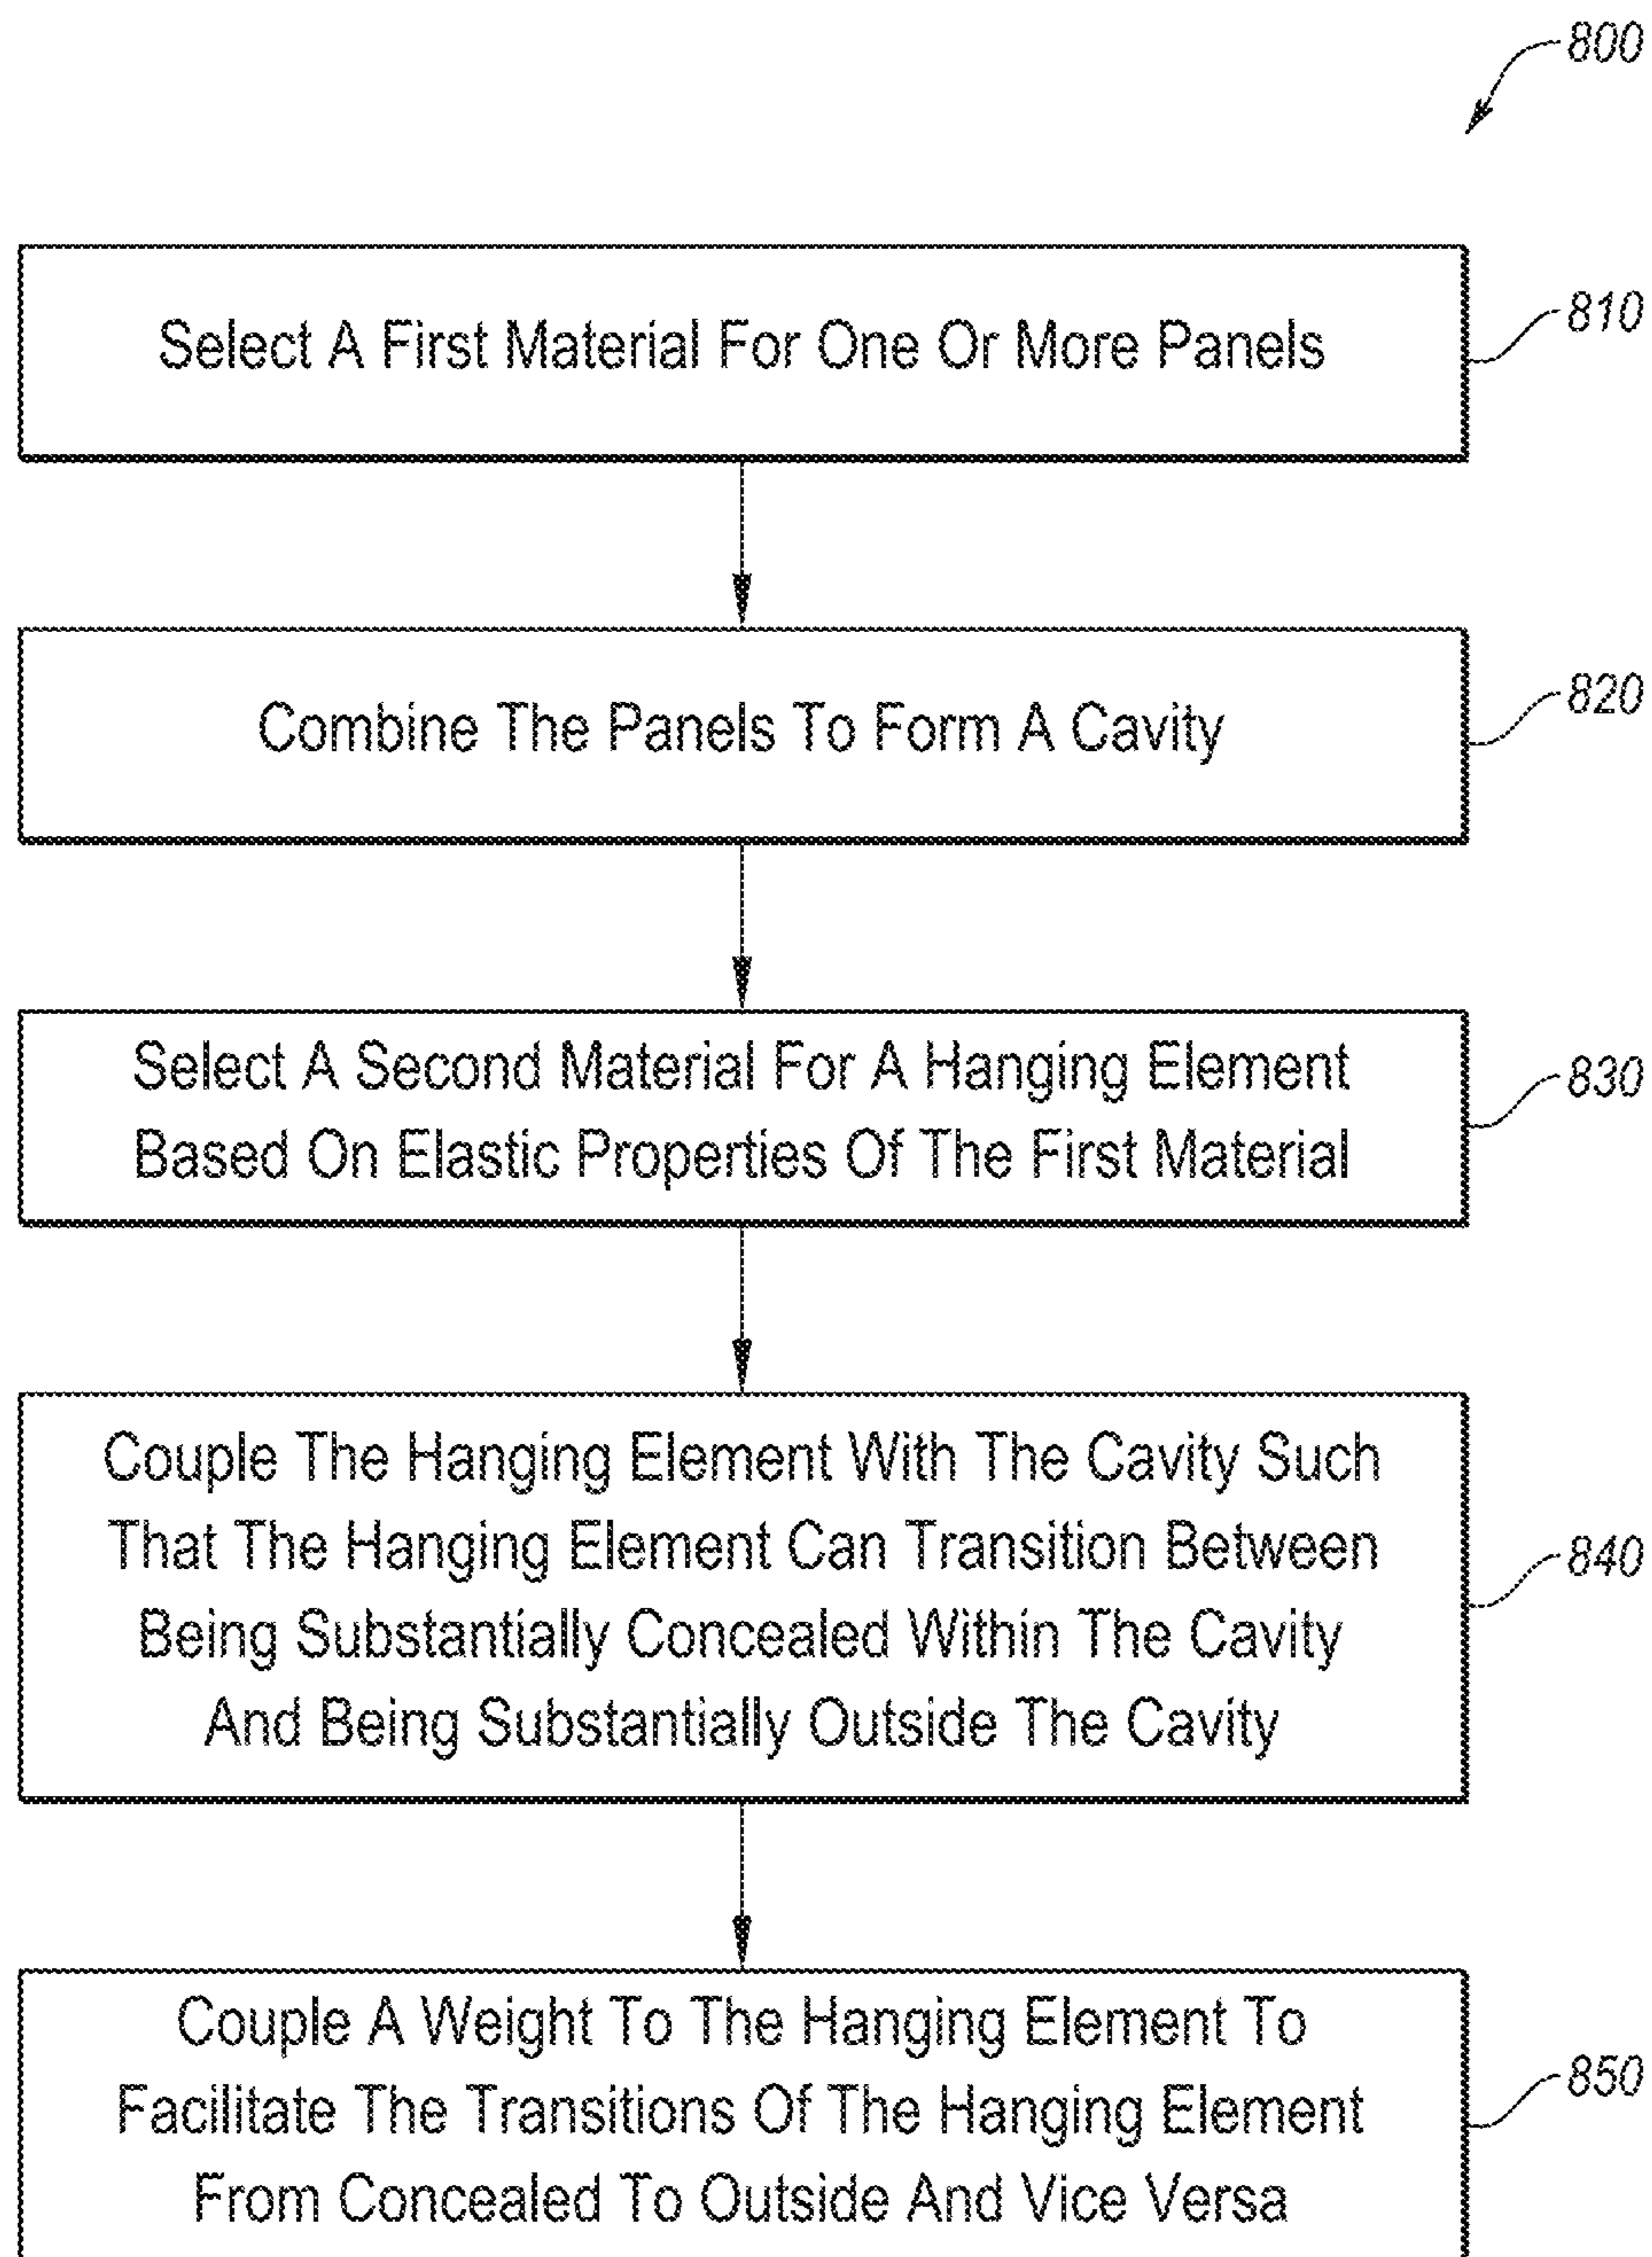 800
Select A First Material For One Or More Panels
810
Combine The Panels To Form A Cavity
820
Select A Second Material For A Hanging Element
Based On Elastic Properties Of The First Material
830
Couple The Hanging Element With The Cavity Such
That The Hanging Element Can Transition Between
Being Substantially Concealed Within The Cavity
And Being Substantially Outside The Cavity
840
Couple A Weight To The Hanging Element To
Facilitate The Transitions Of The Hanging Element
From Concealed To Outside And Vice Versa
850